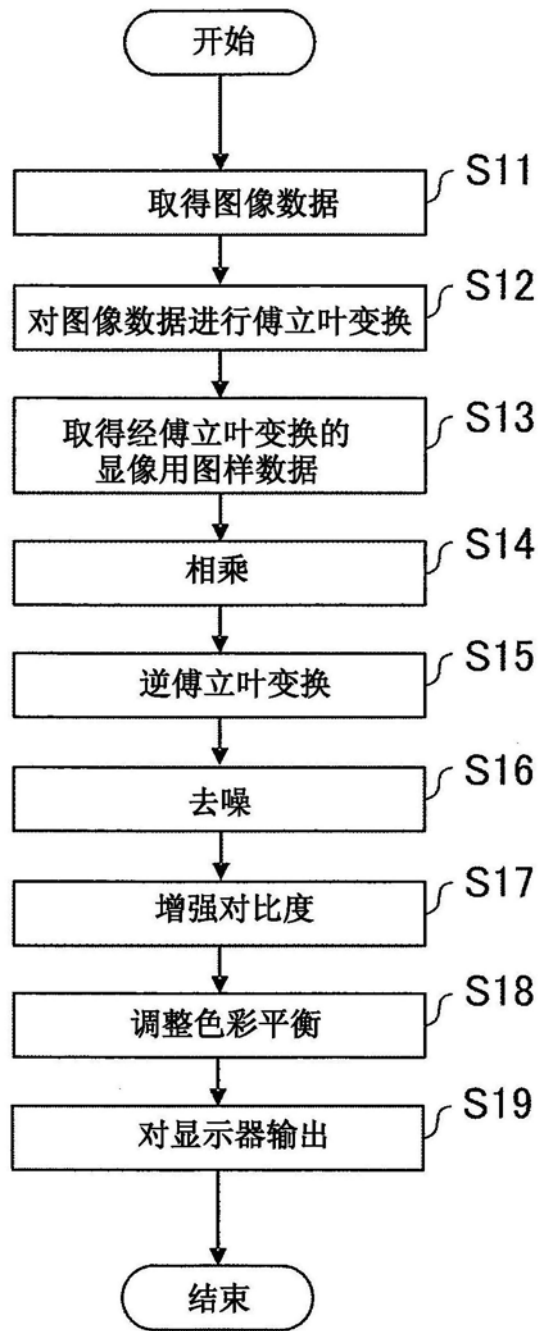 开始
S11
取得图像数据
S12
对图像数据进行傅立叶变换
S13
取得经傅立叶变换的
显像用图样数据
S14
相乘
S15
逆傅立叶变换
S16
去噪
S17
增强对比度
S18
调整色彩平衡
S19
对显示器输出
结束